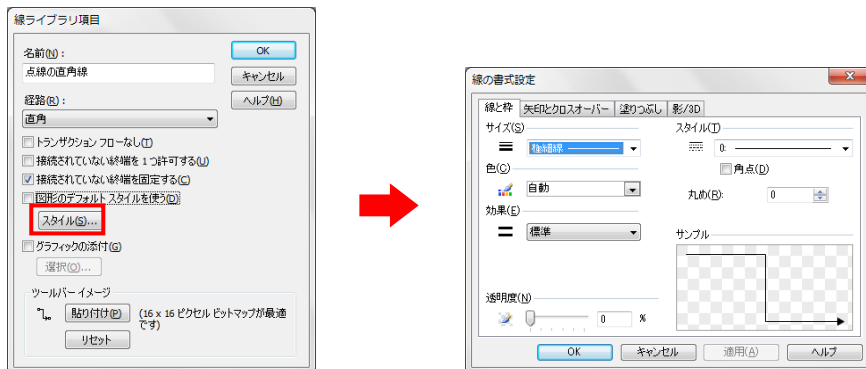 線ライブラリ項目
名前(N)：
点線の直角線
OK
キャンセル
ヘルプ(H)
経路(R)：
直角
トランザクション フローなし(T)
接続されていない終端を 1 つ許可する(U)
接続されていない終端を固定する(C)
図形のデフォルト スタイルを使う(D)
スタイル(S)...
グラフィックの添付(G)
選択(O)...
ツールバー イメージ
貼り付け(P)
(16 x 16 ピクセル ビットマップが最適
です)
リセット
線の書式設定
線と枠 矢印とクロスオーバー 塗りつぶし 影/3D
サイズ(S)
極細線
色(C)
自動
効果(E)
標準
透明度(N)
0 %
スタイル(T)
0:
角点(D)
丸め(R): 0
サンプル
OK キャンセル 適用(A) ヘルプ